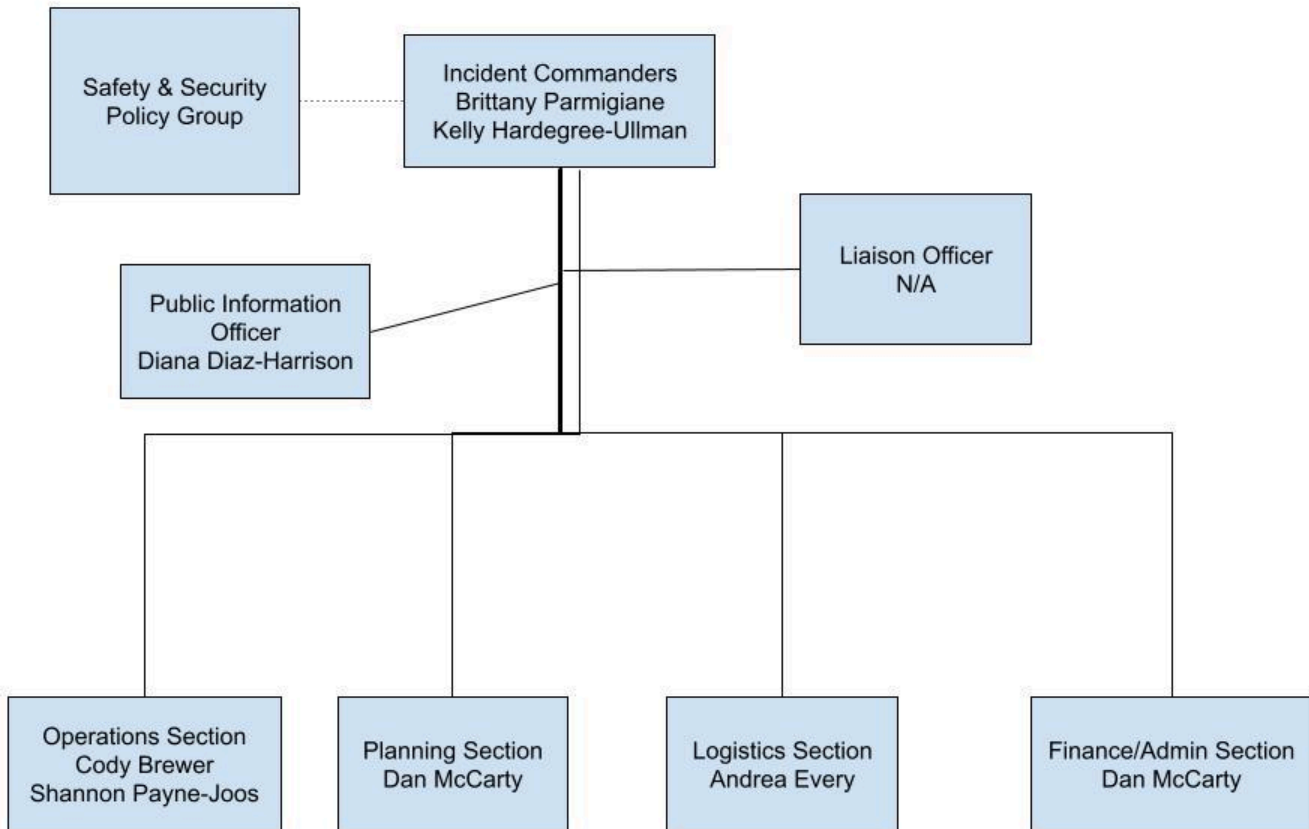 Safety & Security
Policy Group
Incident Commanders
Brittany Parmigiane
Kelly Hardegree-Ullman
Liaison Officer
N/A
Public Information
Officer
Diana Diaz-Harrison
Operations Section
Cody Brewer
Shannon Payne-Joos
Planning Section
Dan McCarty
Logistics Section
Andrea Every
Finance/Admin Section
Dan McCarty